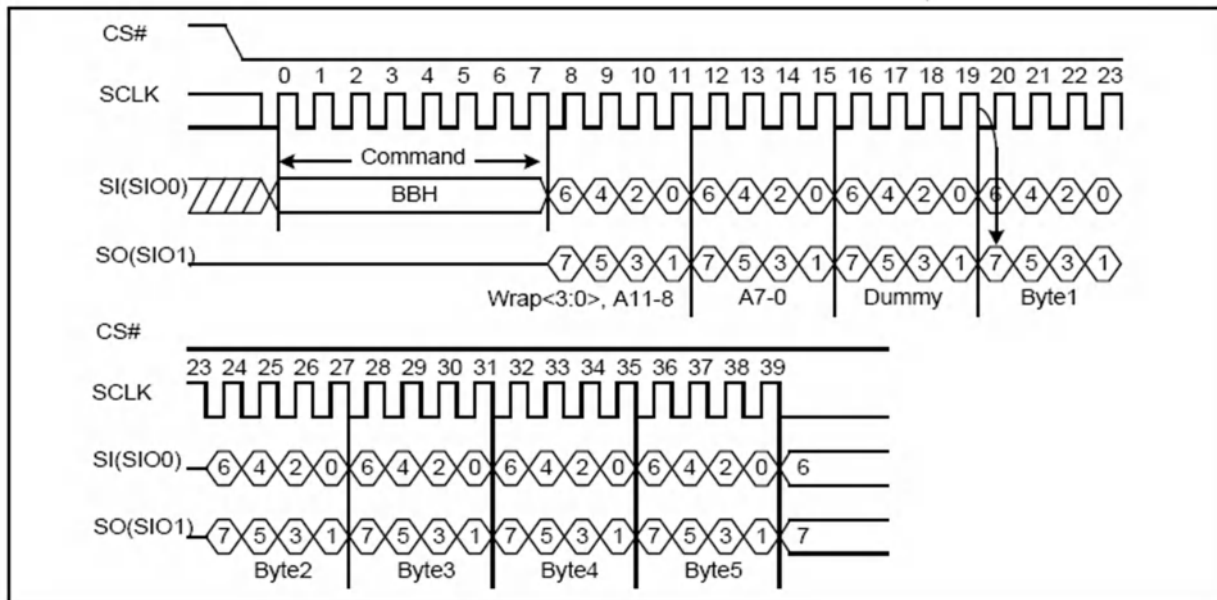 CS#
0 1 2 3 4 5 6 7 8 9 10 11 12 13 14 15 16 17 18 19 20 21 22 23
SCLK
Command
SI(SIO0) BBH 6 4 2 0 6 4 2 0 6 4 2 0 6 4 2 0
SO(SIO1) 7 5 3 1 7 5 3 1 7 5 3 1 7 5 3 1
Wrap<3:0>, A11-8 A7-0 Dummy Byte1
CS#
23 24 25 26 27 28 29 30 31 32 33 34 35 36 37 38 39
SCLK
SI(SIO0) 6 4 2 0 6 4 2 0 6 4 2 0 6 4 2 0 6
SO(SIO1) 7 5 3 1 7 5 3 1 7 5 3 1 7 5 3 1 7
Byte2 Byte3 Byte4 Byte5